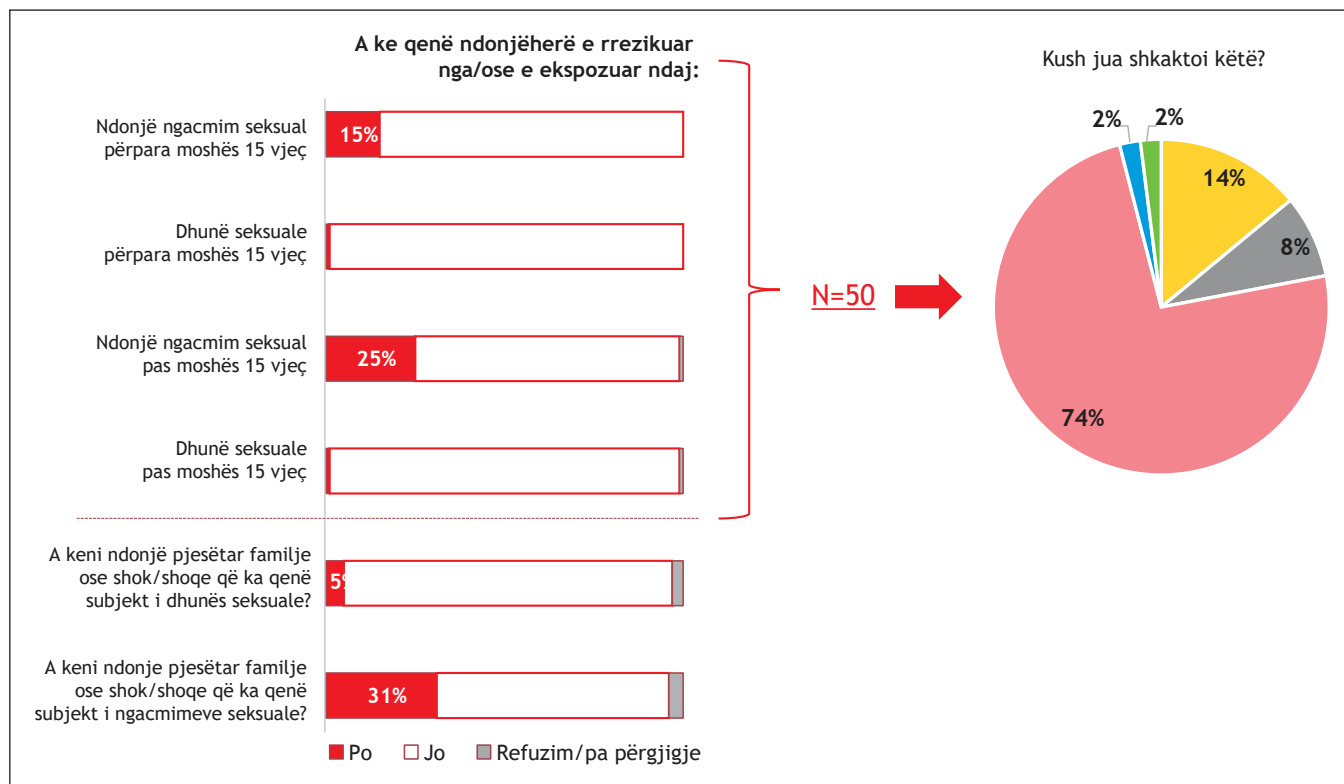 A ke qenë ndonjëherë e rrezikuar
nga/ose e ekspozuar ndaj:
Ndonjë ngacmim seksual
përpara moshës 15 vjeç
15%
Dhunë seksuale
përpara moshës 15 vjeç
Ndonjë ngacmim seksual
pas moshës 15 vjeç
25%
Dhunë seksuale
pas moshës 15 vjeç
A keni ndonjë pjesëtar familje
ose shok/shoqe që ka qenë
subjekt i dhunës seksuale?
5%
A keni ndonje pjesëtar familje
ose shok/shoqe që ka qenë
subjekt i ngacmimeve seksuale?
31%
Po
Jo
Refuzim/pa përgjigje
N=50
Kush jua shkaktoi këtë?
2%
2%
14%
8%
74%